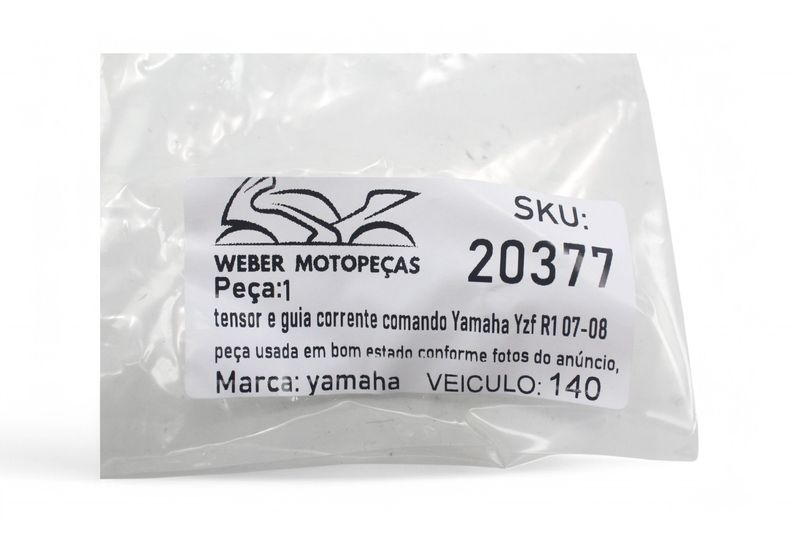 SKU:
20377
WEBER MOTOPEÇAS
Peça:1
tensor e guia corrente comando Yamaha Yzf R1 07-08
peça usada em bom estado conforme fotos do anúncio,
Marca: yamaha VEICULO: 140